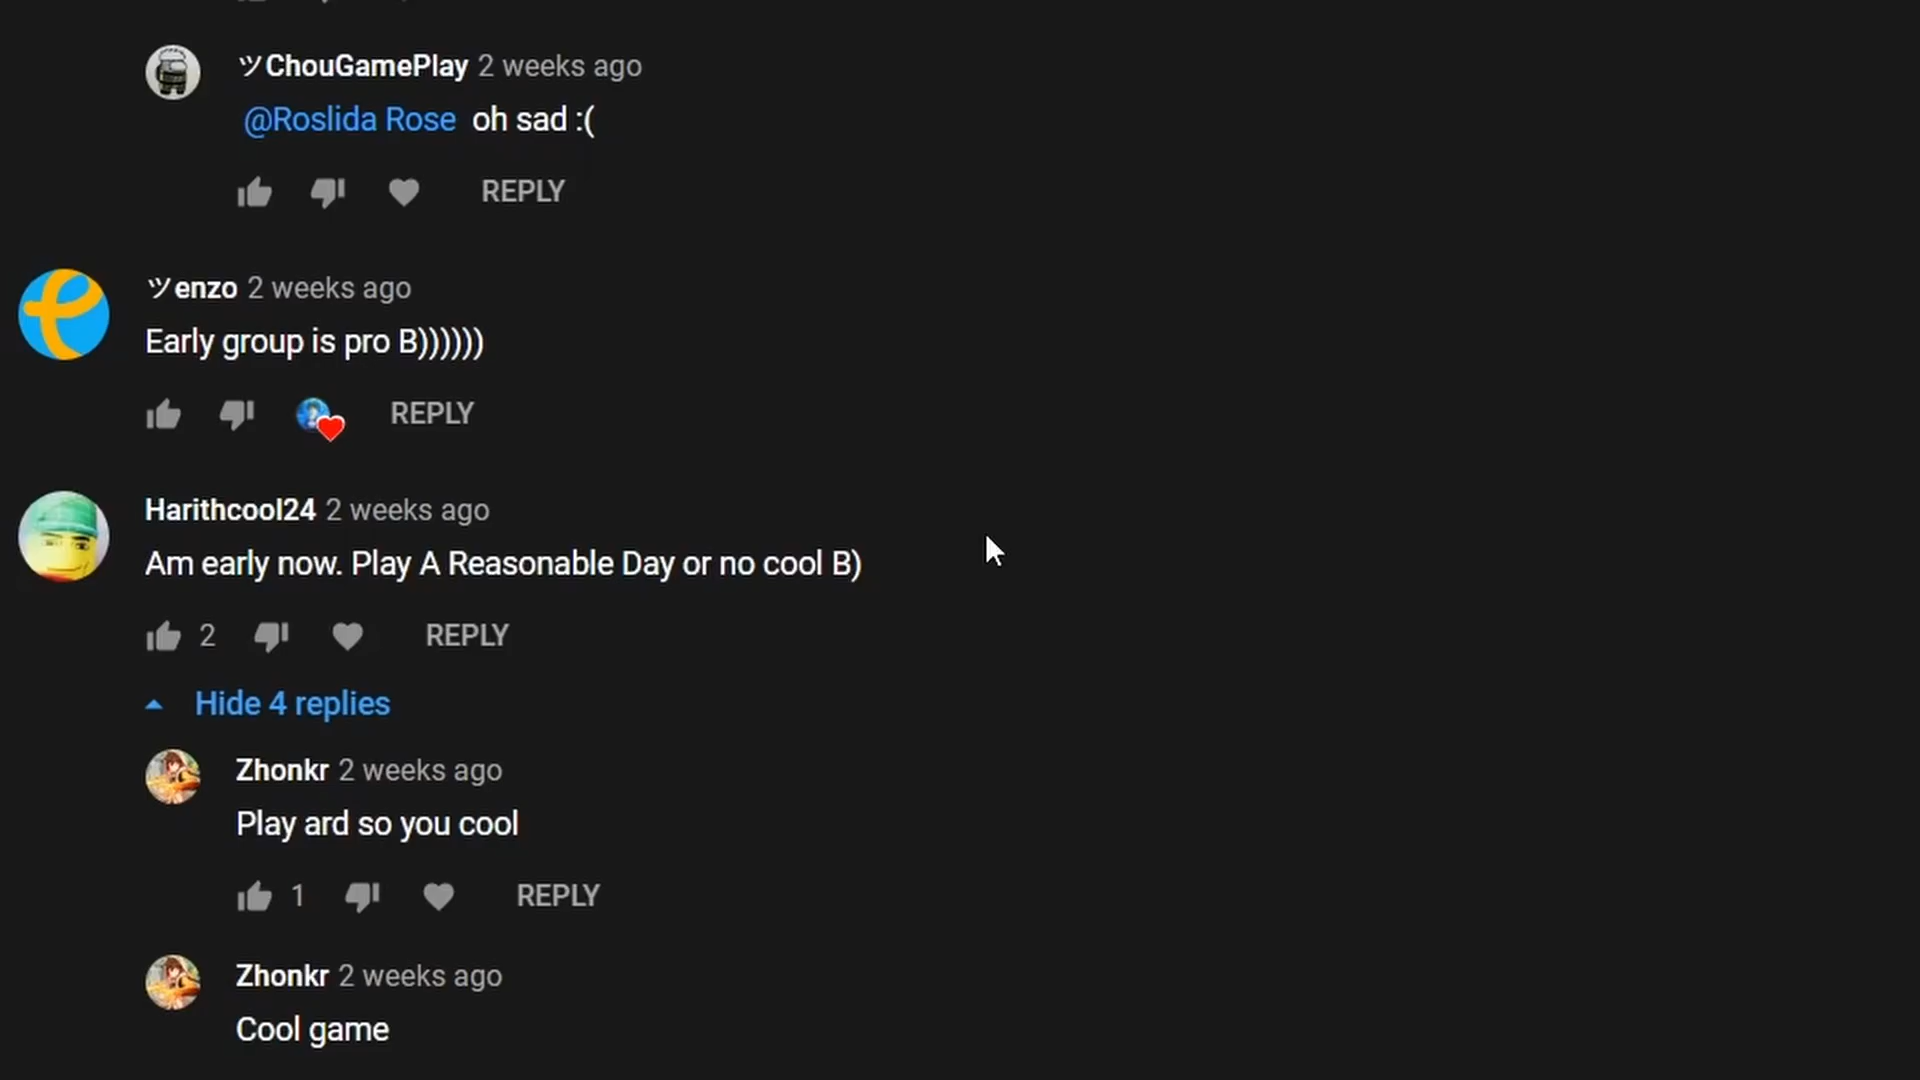 ツChouGamePlay 2 weeks ago
@Roslida Rose oh sad :(
REPLY
ツenzo 2 weeks ago
Early group is pro B))))))
REPLY
Harithcool24 2 weeks ago
Am early now. Play A Reasonable Day or no cool B)
2 REPLY
Hide 4 replies
Zhonkr 2 weeks ago
Play ard so you cool
1 REPLY
Zhonkr 2 weeks ago
Cool game